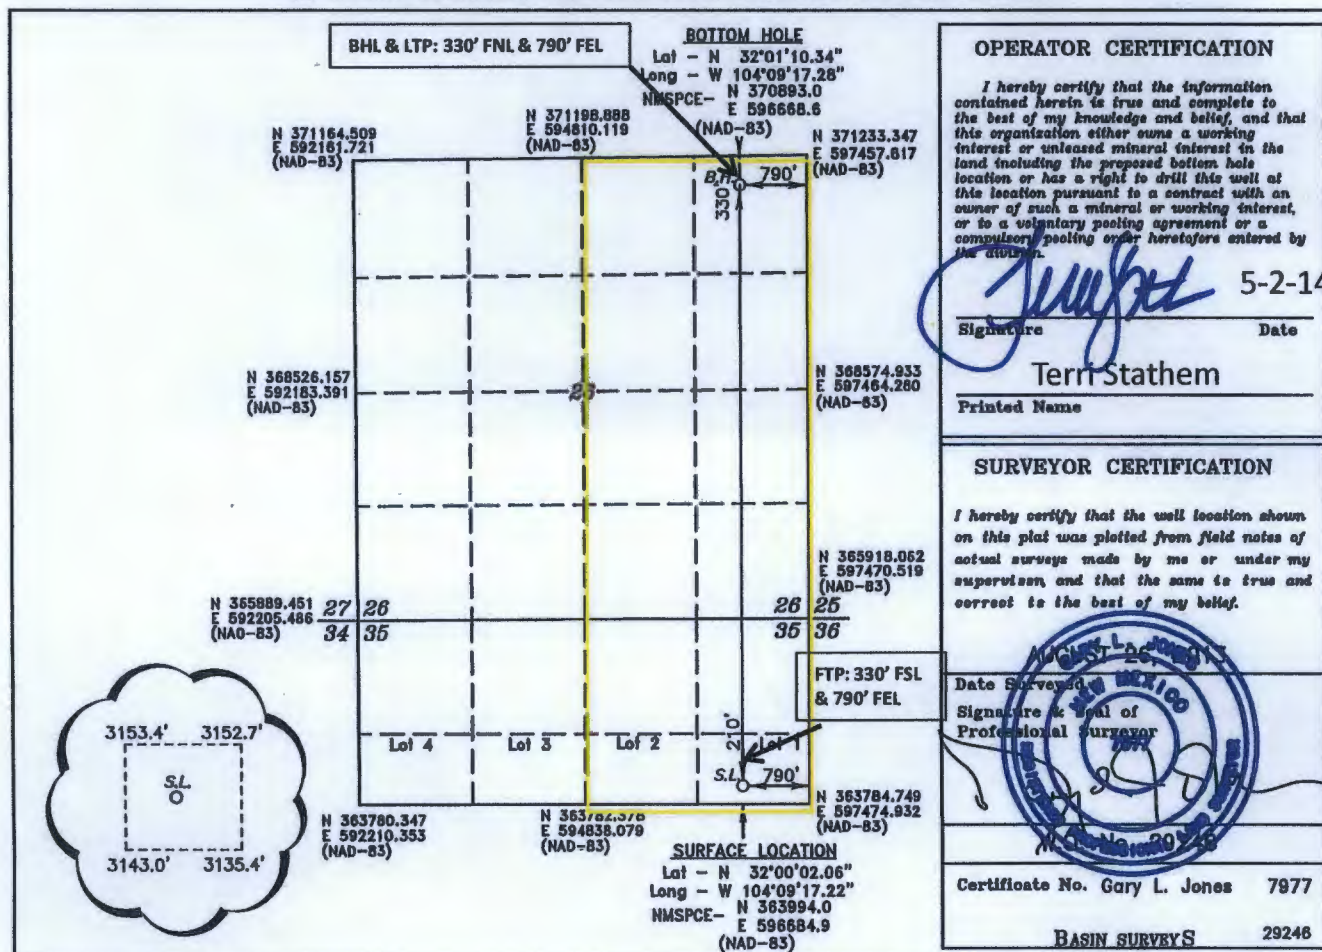 BHL & LTP: 330' FNL & 790' FEL
BOTTOM HOLE
Lat - N 32°01'10.34"
Long - W 104°09'17.28"
NMSPCE- N 370893.0
E 596668.6
(NAD-83)
N 371164.509
E 592161.721
(NAD-83)
N 371198.888
E 594810.119
(NAD-83)
N 371233.347
E 597457.617
(NAD-83)
B.H.
790'
330'
N 368526.157
E 592183.391
(NAD-83)
26
N 368574.933
E 597464.280
(NAD-83)
N 365918.062
E 597470.519
(NAD-83)
N 365889.451
E 592205.486
(NAD-83)
27 26
34 35
26 25
35 36
FTP: 330' FSL
& 790' FEL
Lot 4
Lot 3
Lot 2
Lot 1
210'
S.L.
790'
3153.4' 3152.7'
S.L.
3143.0' 3135.4'
N 363780.347
E 592210.353
(NAD-83)
N 363782.378
E 594838.079
(NAD-83)
N 363784.749
E 597474.932
(NAD-83)
SURFACE LOCATION
Lat - N 32°00'02.06"
Long - W 104°09'17.22"
NMSPCE- N 363994.0
E 596684.9
(NAD-83)
OPERATOR CERTIFICATION
I hereby certify that the information
contained herein is true and complete to
the best of my knowledge and belief, and that
this organization either owns a working
interest or unleased mineral interest in the
land including the proposed bottom hole
location or has a right to drill this well at
this location pursuant to a contract with an
owner of such a mineral or working interest,
or to a voluntary pooling agreement or a
compulsory pooling order heretofore entered by
the division.
5-2-14
Signature Date
Terri Stathem
Printed Name
SURVEYOR CERTIFICATION
I hereby certify that the well location shown
on this plat was plotted from field notes of
actual surveys made by me or under my
supervison, and that the same is true and
correct to the best of my belief.
Date Surveyed
Signature & Seal of
Professional Surveyor
GARY L. JONES
NEW MEXICO
7977
Certificate No. Gary L. Jones 7977
BASIN SURVEYS 29246